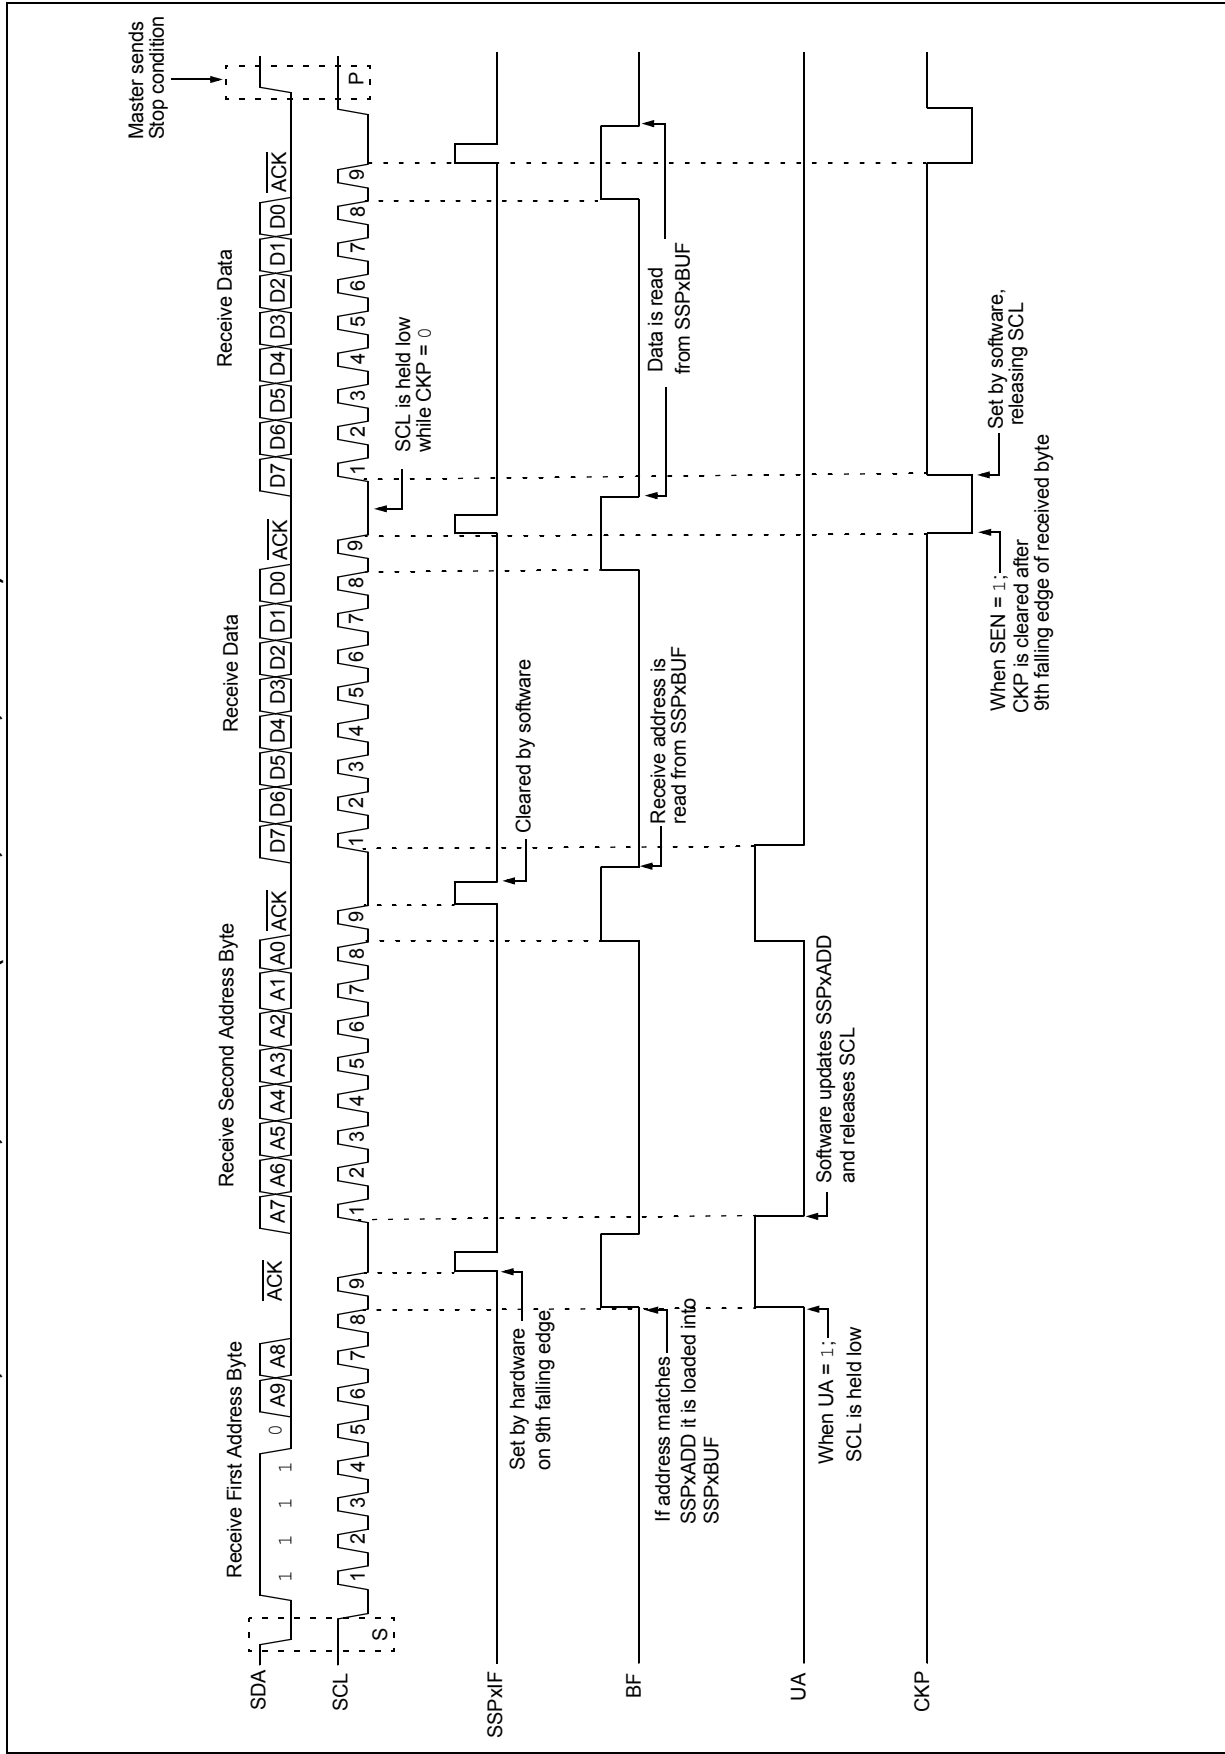 Master sends
Stop condition
Receive First Address Byte
Receive Second Address Byte
Receive Data
Receive Data
SDA
1 1 1 1 0 A9 A8 ACK
A7 A6 A5 A4 A3 A2 A1 A0 ACK
D7 D6 D5 D4 D3 D2 D1 D0 ACK
D7 D6 D5 D4 D3 D2 D1 D0 ACK
SCL
S
1 2 3 4 5 6 7 8 9
1 2 3 4 5 6 7 8 9
1 2 3 4 5 6 7 8 9
1 2 3 4 5 6 7 8 9
P
SCL is held low
while CKP = 0
SSPxIF
Set by hardware
on 9th falling edge
Cleared by software
BF
If address matches
SSPxADD it is loaded into
SSPxBUF
Receive address is
read from SSPxBUF
Data is read
from SSPxBUF
UA
When UA = 1;
SCL is held low
Software updates SSPxADD
and releases SCL
CKP
When SEN = 1;
CKP is cleared after
9th falling edge of received byte
Set by software,
releasing SCL